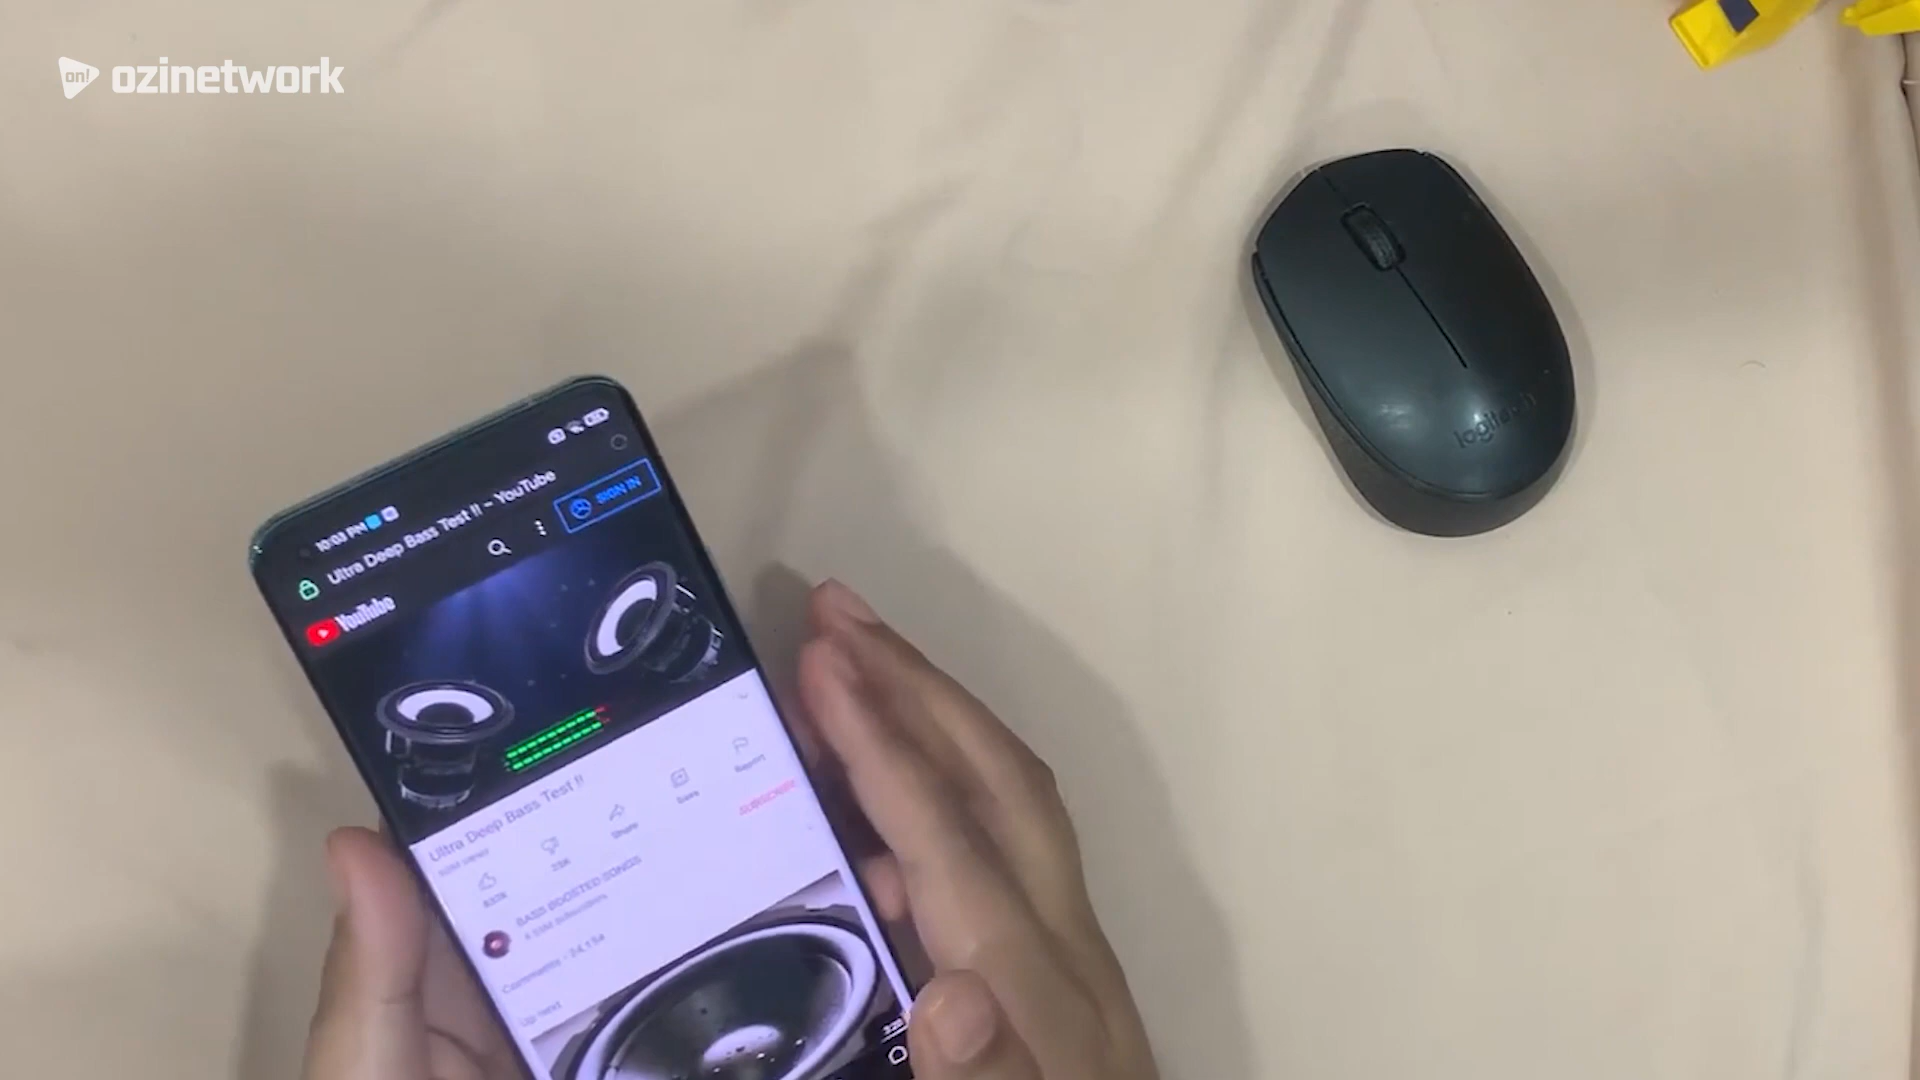 on! ozinetwork
logitech
10:03 PM
Ultra Deep Bass Test !! - YouTube
SIGN IN
YouTube
Ultra Deep Bass Test !!
Share
Save
Report
SUBSCRIBE
BASS BOOSTED SONGS
Up next